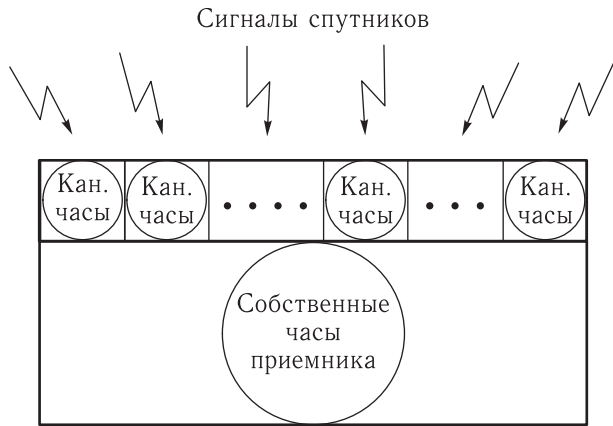 Сигналы спутников
Кан. часы
Кан. часы
. . . .
Кан. часы
. . .
Кан. часы
Собственные
часы
приемника